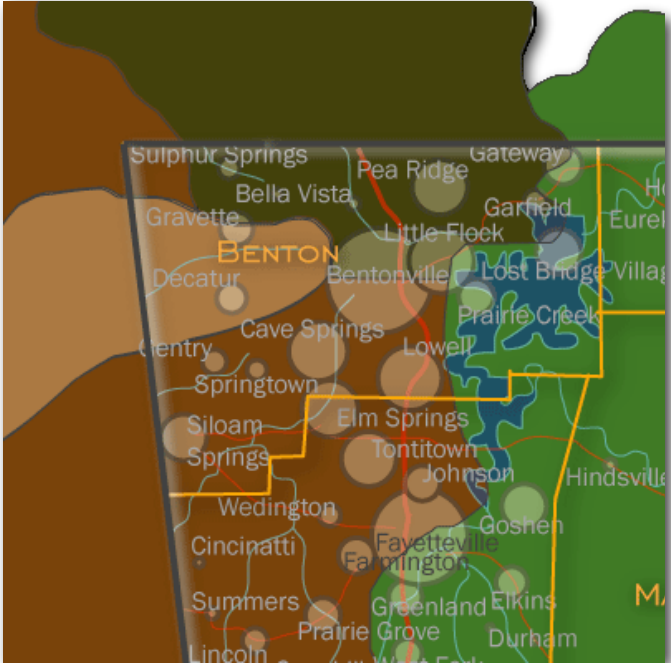 Sulphur Springs
Gateway
Pea Ridge
Bella Vista
Garfield
Gravette
Little Flock
BENTON
Bentonville
Lost Bridge Villag
Decatur
Prairie Creek
Cave Springs
Lowell
Springtown
Elm Springs
Siloam
Springs
Tontitown
Johnson
Hindsville
Wedington
Goshen
Cincinatti
Fayetteville
Farmington
Summers
Greenland
Elkins
Prairie Grove
Durham
Lincoln